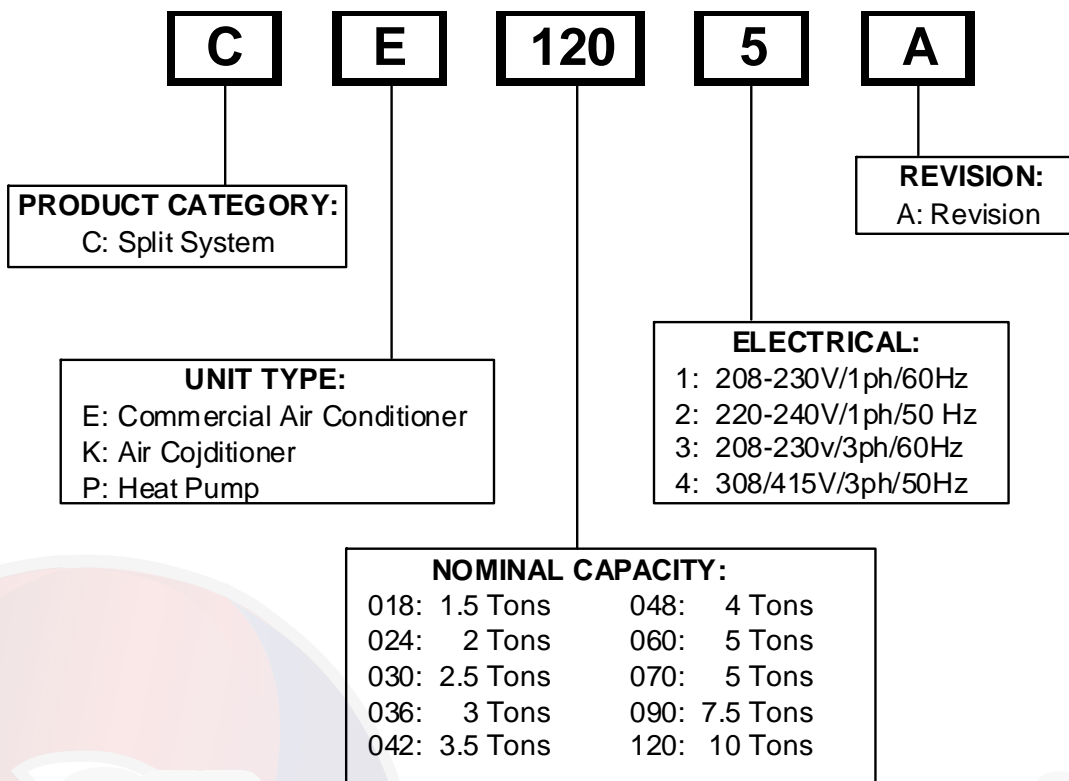 C E 120 5 A
PRODUCT CATEGORY:
C: Split System
REVISION:
A: Revision
UNIT TYPE:
E: Commercial Air Conditioner
K: Air Cojditioner
P: Heat Pump
ELECTRICAL:
1: 208-230V/1ph/60Hz
2: 220-240V/1ph/50 Hz
3: 208-230v/3ph/60Hz
4: 308/415V/3ph/50Hz
NOMINAL CAPACITY:
018: 1.5 Tons 048: 4 Tons
024: 2 Tons 060: 5 Tons
030: 2.5 Tons 070: 5 Tons
036: 3 Tons 090: 7.5 Tons
042: 3.5 Tons 120: 10 Tons